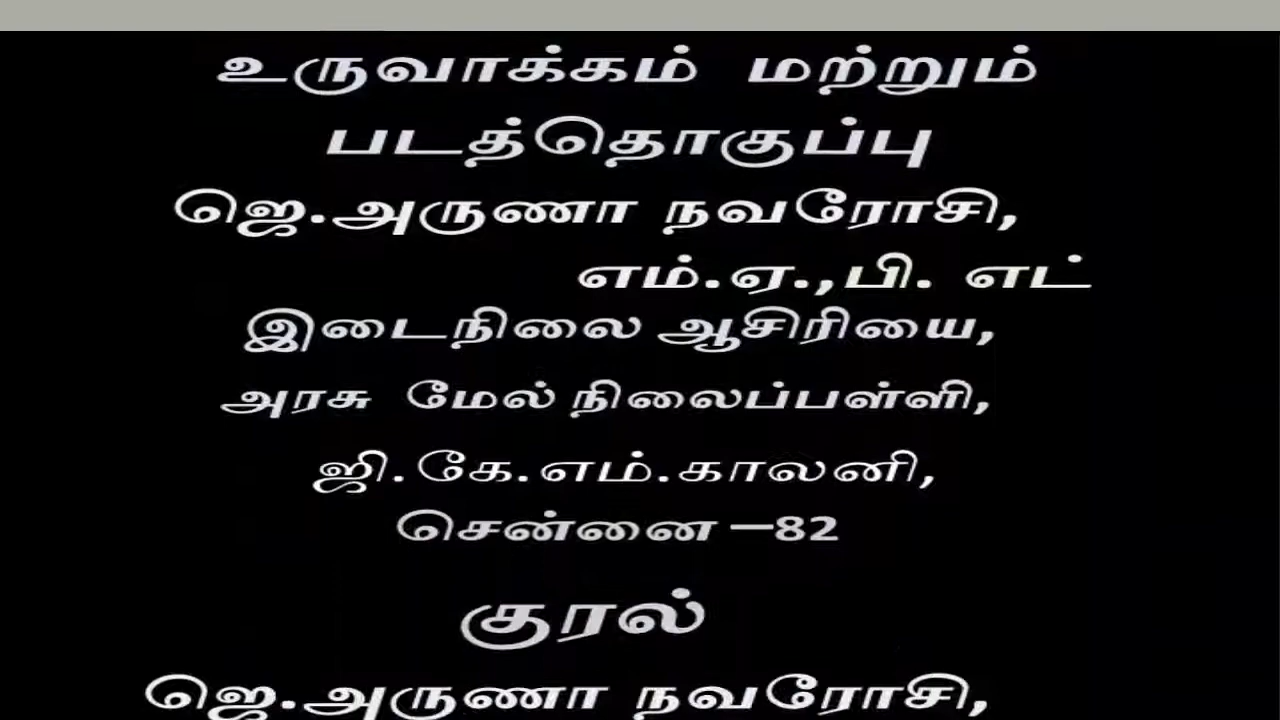 உருவாக்கம் மற்றும்
படத்தொகுப்பு
ஜெ.அருணா நவரோசி,
எம்.ஏ.,பி. எட்
இடைநிலை ஆசிரியை,
அரசு மேல் நிலைப்பள்ளி,
ஜி.கே.எம்.காலனி,
சென்னை –82
குரல்
ஜெ.அருணா நவரோசி,